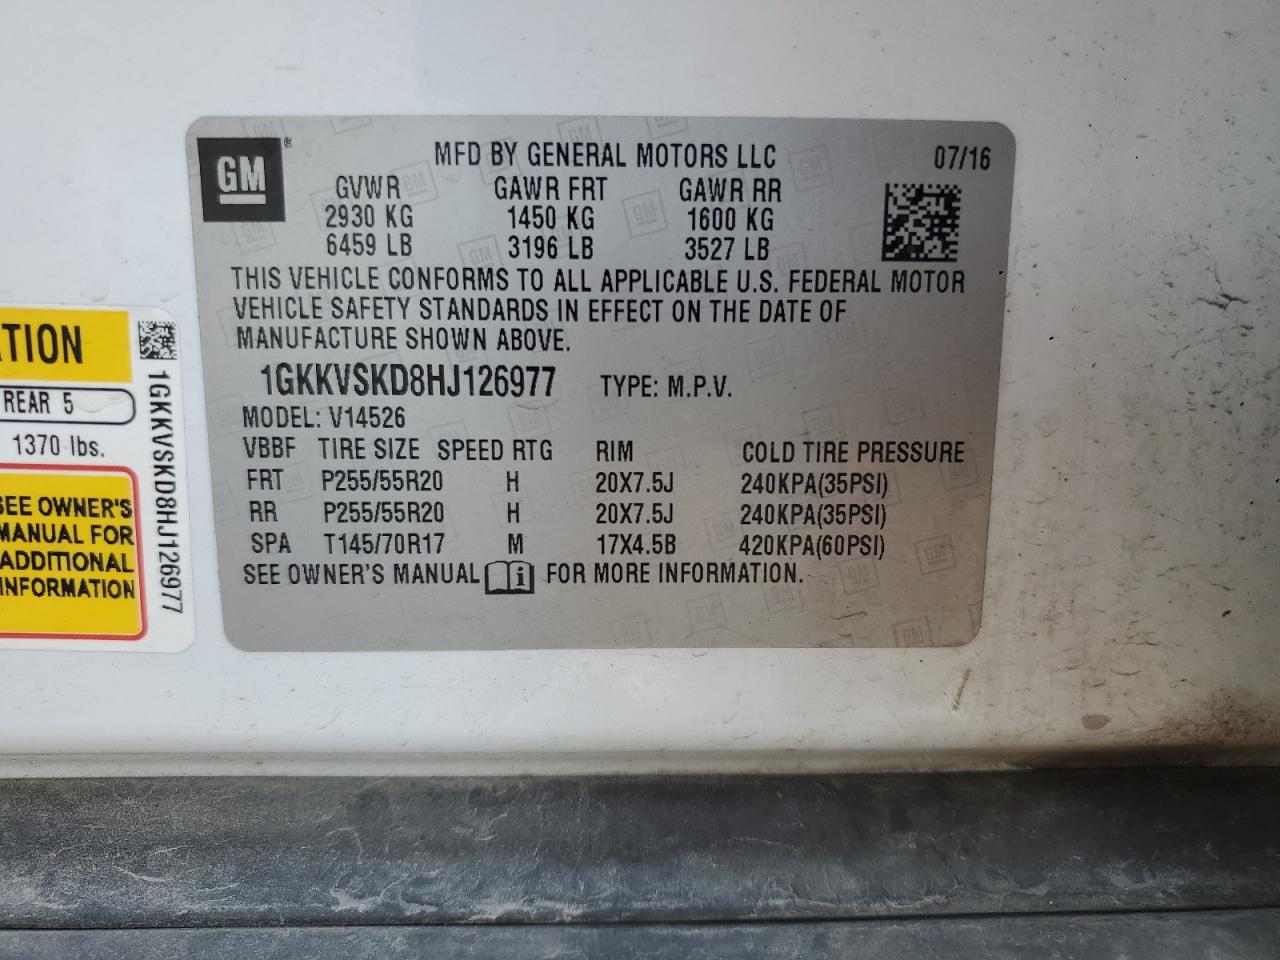 GM ®
MFD BY GENERAL MOTORS LLC 07/16
GVWR GAWR FRT GAWR RR
2930 KG 1450 KG 1600 KG
6459 LB 3196 LB 3527 LB
THIS VEHICLE CONFORMS TO ALL APPLICABLE U.S. FEDERAL MOTOR
VEHICLE SAFETY STANDARDS IN EFFECT ON THE DATE OF
MANUFACTURE SHOWN ABOVE.
1GKKVSKD8HJ126977 TYPE: M.P.V.
MODEL: V14526
VBBF TIRE SIZE SPEED RTG RIM COLD TIRE PRESSURE
FRT P255/55R20 H 20X7.5J 240KPA(35PSI)
RR P255/55R20 H 20X7.5J 240KPA(35PSI)
SPA T145/70R17 M 17X4.5B 420KPA(60PSI)
SEE OWNER'S MANUAL i FOR MORE INFORMATION.
ATION
REAR 5
1370 lbs.
SEE OWNER'S
MANUAL FOR
ADDITIONAL
INFORMATION
1GKKVSKD8HJ126977